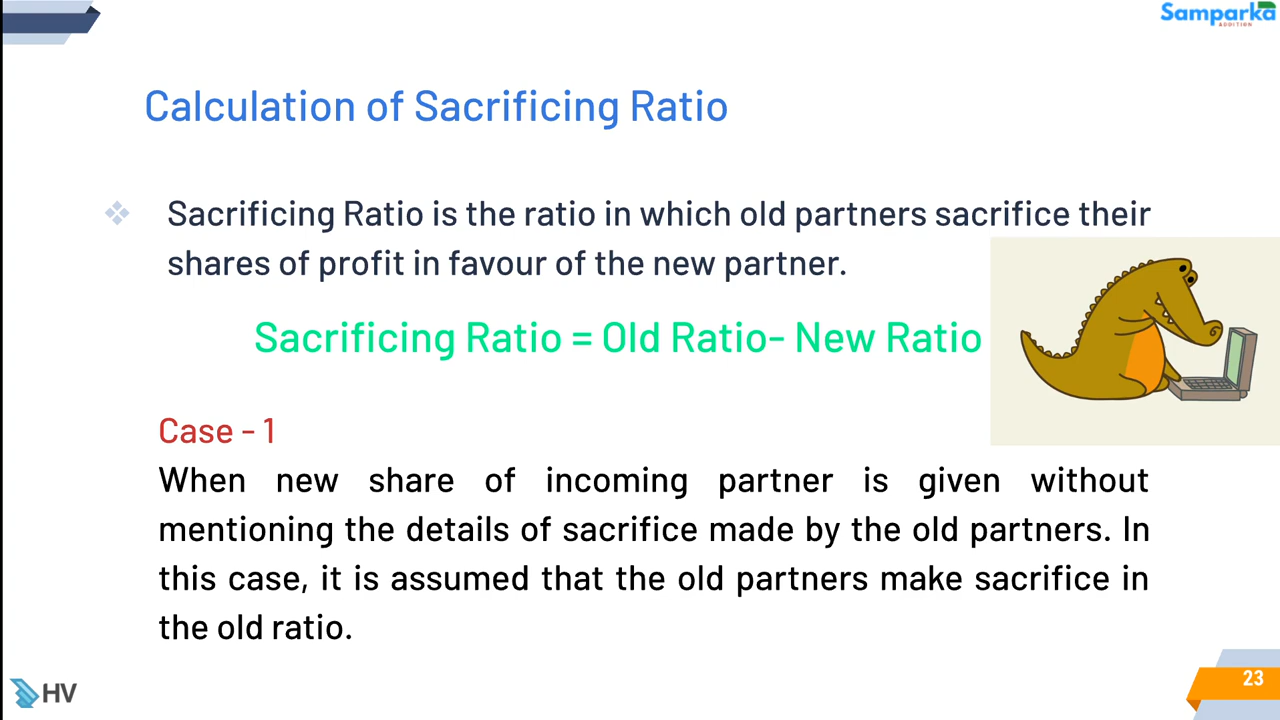 Samparka
ADDITION
Calculation of Sacrificing Ratio
Sacrificing Ratio is the ratio in which old partners sacrifice their
shares of profit in favour of the new partner.
Sacrificing Ratio = Old Ratio- New Ratio
Case - 1
When new share of incoming partner is given without
mentioning the details of sacrifice made by the old partners. In
this case, it is assumed that the old partners make sacrifice in
the old ratio.
HV
23